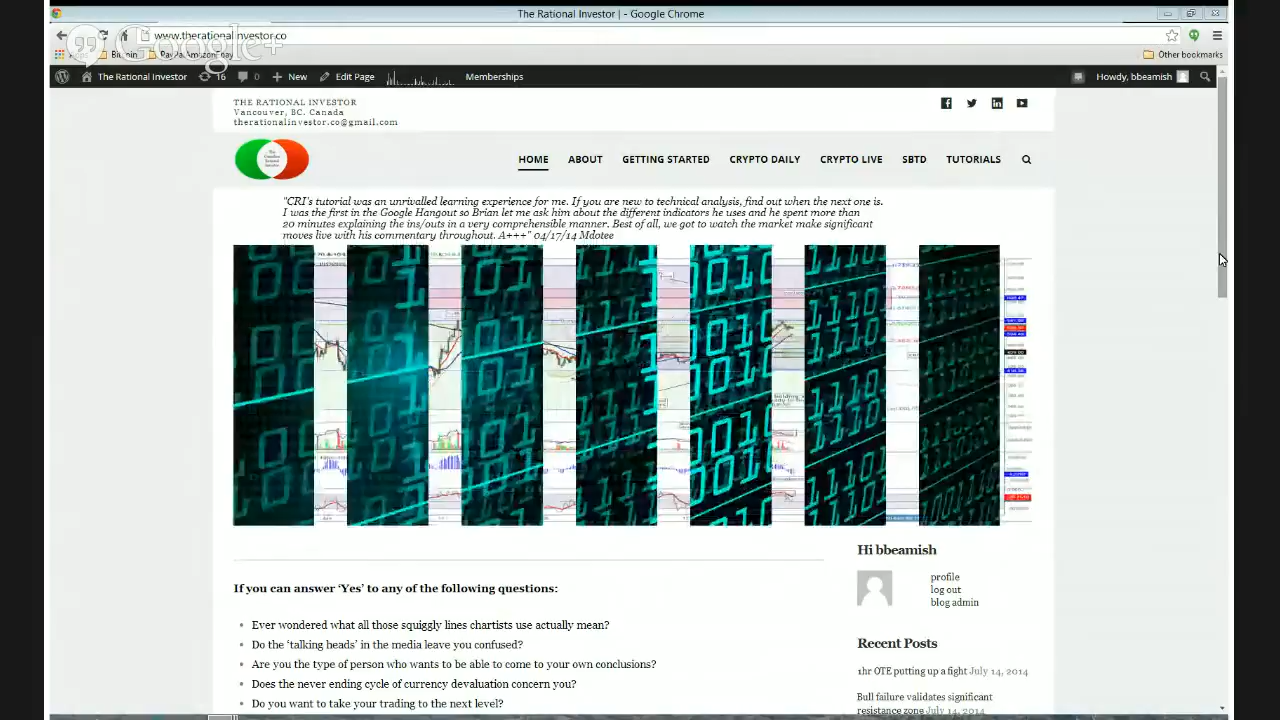 The Rational Investor | - Google Chrome
Google+
www.therationalinvestor.co
Bitcoin
PayPalAmazonEbay
Other bookmarks
The Rational Investor 16 0 New Edit Page Memberships Howdy, bbeamish
THE RATIONAL INVESTOR
Vancouver, BC. Canada
therationalinvestor.co@gmail.com
HOME ABOUT GETTING STARTED CRYPTO DAILY CRYPTO LIVE SBTD TUTORIALS
"CRI's tutorial was an unrivalled learning experience for me. If you are new to technical analysis, find out when the next one is.
I was the first in the Google Hangout so Brian let me ask him about the different indicators he uses and he spent more than
20 minutes explaining the ins/outs in a very comprehensible manner. Best of all, we got to watch the market make significant
moves live with his commentary throughout. A+++" 04/17/14 Mdotee
If you can answer ‘Yes’ to any of the following questions:
Ever wondered what all those squiggly lines chartists use actually mean?
Do the ‘talking heads’ in the media leave you confused?
Are you the type of person who wants to be able to come to your own conclusions?
Does the never ending cycle of currency devaluation concern you?
Do you want to take your trading to the next level?
Hi bbeamish
profile
log out
blog admin
Recent Posts
1hr OTE putting up a fight July 14, 2014
Bull failure validates significant
resistance zone July 14, 2014